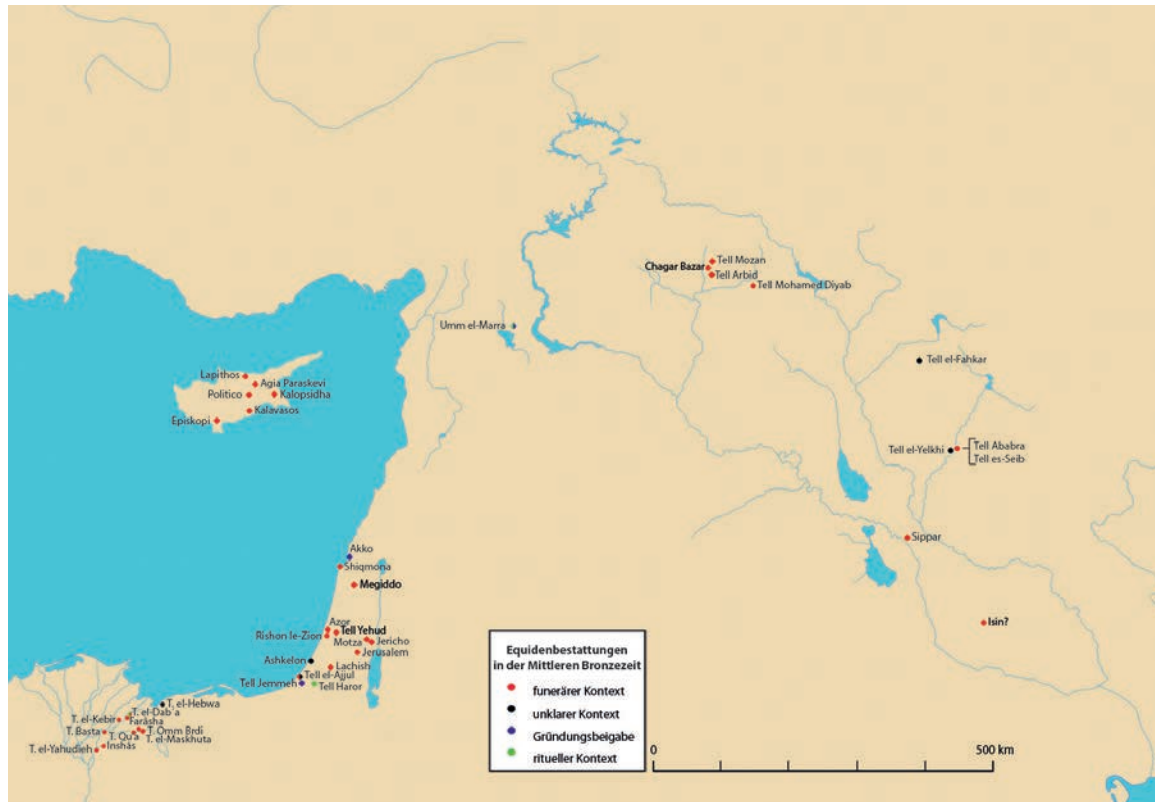 Tell Mozan
Chagar Bazar
Tell Arbid
Tell Mohamed Diyab
Umm el-Marra
Tell el-Fahkar
Lapithos
Agia Paraskevi
Politico
Kalopsidha
Kalavasos
Episkopi
Tell el-Yelkhi
Tell Ababra
Tell es-Seib
Sippar
Akko
Shiqmona
Megiddo
Isin?
Azor
Rishon le-Zion
Tell Yehud
Motza
Jericho
Jerusalem
Ashkelon
Lachish
Tell el-Ajjul
Tell Jemmeh
Tell Haror
T. el-Hebwa
T. el-Dab´a
T. el-Kebir
Farâsha
T. Basta
T. Qu'a
T. Omm Brdi
T. el-Maskhuta
Inshâs
T. el-Yahudieh
Equidenbestattungen
in der Mittleren Bronzezeit
funerärer Kontext
unklarer Kontext
Gründungsbeigabe
ritueller Kontext
0 500 km